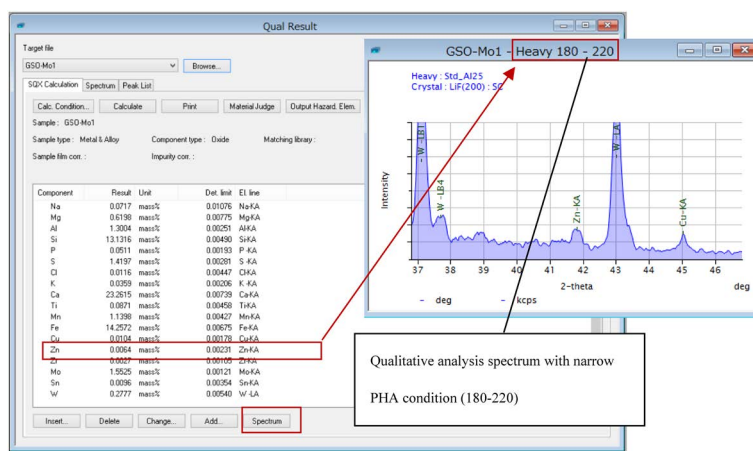 Qual Result
Target file
GSO-Mo1
Browse...
SQX Calculation Spectrum Peak List
Calc. Condition... Calculate Print Material Judge Output Hazard. Elem.
Sample : GSO-Mo1
Sample type : Metal & Alloy Component type : Oxide Matching library :
Sample film corr. : Impurity corr. :
Component Result Unit Det. limit El. line
Na 0.0717 mass% 0.01076 Na-KA
Mg 0.6198 mass% 0.00775 Mg-KA
Al 1.3004 mass% 0.00251 Al-KA
Si 13.1316 mass% 0.00490 Si-KA
P 0.0511 mass% 0.00193 P -KA
S 1.4197 mass% 0.00281 S -KA
Cl 0.0116 mass% 0.00447 Cl-KA
K 0.0359 mass% 0.00206 K -KA
Ca 23.2615 mass% 0.00739 Ca-KA
Ti 0.0871 mass% 0.00458 Ti-KA
Mn 1.1398 mass% 0.00427 Mn-KA
Fe 14.2572 mass% 0.00675 Fe-KA
Cu 0.0104 mass% 0.00178 Cu-KA
Zn 0.0064 mass% 0.00231 Zn-KA
Zr 0.0027 mass% 0.00105 Zr-KA
Mo 1.5525 mass% 0.00121 Mo-KA
Sn 0.0096 mass% 0.00354 Sn-KA
W 0.2777 mass% 0.00540 W -LA
Insert... Delete Change... Add... Spectrum
GSO-Mo1 - Heavy 180 - 220
Heavy : Std_Al25
Crystal : LiF(200) : SC
Intensity
W -LB1
W -LB4
Zn-KA
W -LA
Cu-KA
37 38 39 40 41 42 43 44 45 46
2-theta deg
- deg - kcps
Qualitative analysis spectrum with narrow
PHA condition (180-220)